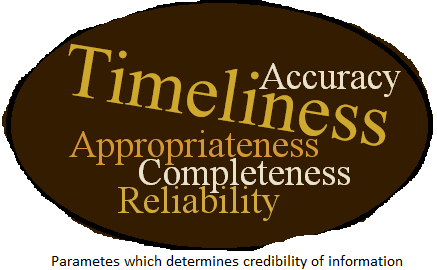 Timeliness
Accuracy
Appropriateness
Completeness
Reliability
Parametes which determines credibility of information